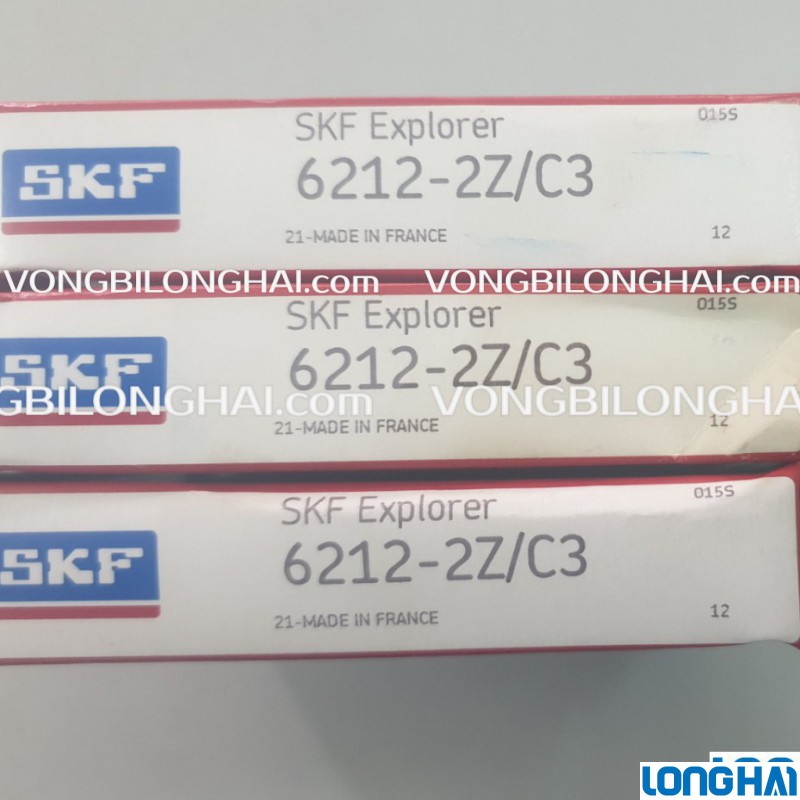 015S
SKF Explorer
SKF
6212-2Z/C3
21-MADE IN FRANCE
12
VONGBILONGHAI.com VONGBILONGHAI.com
015S
SKF Explorer
SKF
6212-2Z/C3
GBILONGHAI.com VONGBILONGHA
21-MADE IN FRANCE
12
015S
SKF Explorer
SKF
6212-2Z/C3
21-MADE IN FRANCE
12
LONGHAI